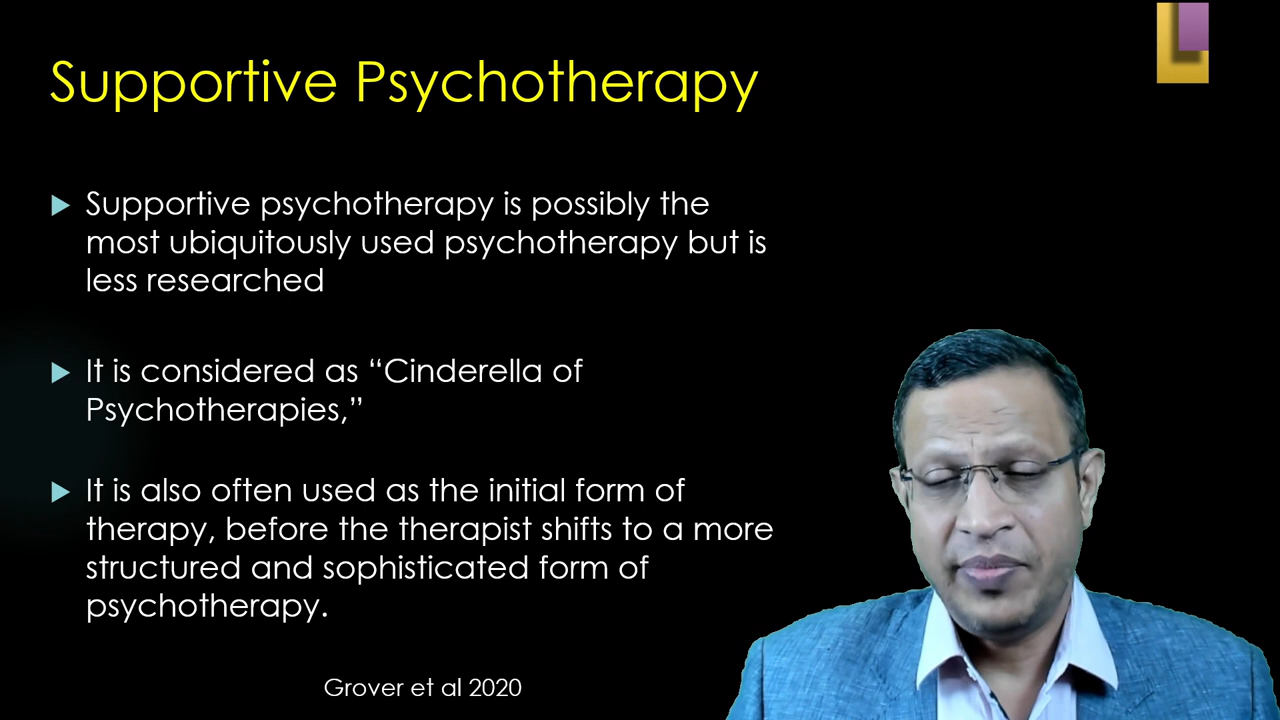 Supportive Psychotherapy
Supportive psychotherapy is possibly the
most ubiquitously used psychotherapy but is
less researched
It is considered as “Cinderella of
Psychotherapies,”
It is also often used as the initial form of
therapy, before the therapist shifts to a more
structured and sophisticated form of
psychotherapy.
Grover et al 2020